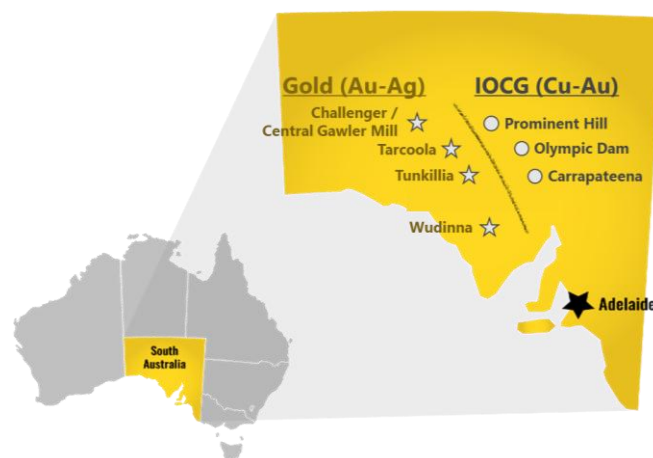 Gold (Au-Ag)
IOCG (Cu-Au)
Challenger /
Central Gawler Mill
Prominent Hill
Tarcoola
Olympic Dam
Tunkillia
Carrapateena
Wudinna
Adelaide
South
Australia